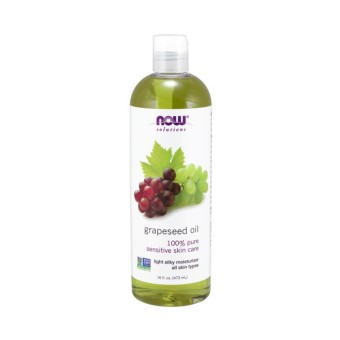 now
solutions
grapeseed oil
100% pure
sensitive skin care
light silky moisturizer
all skin types
16 fl. oz. (473 mL)